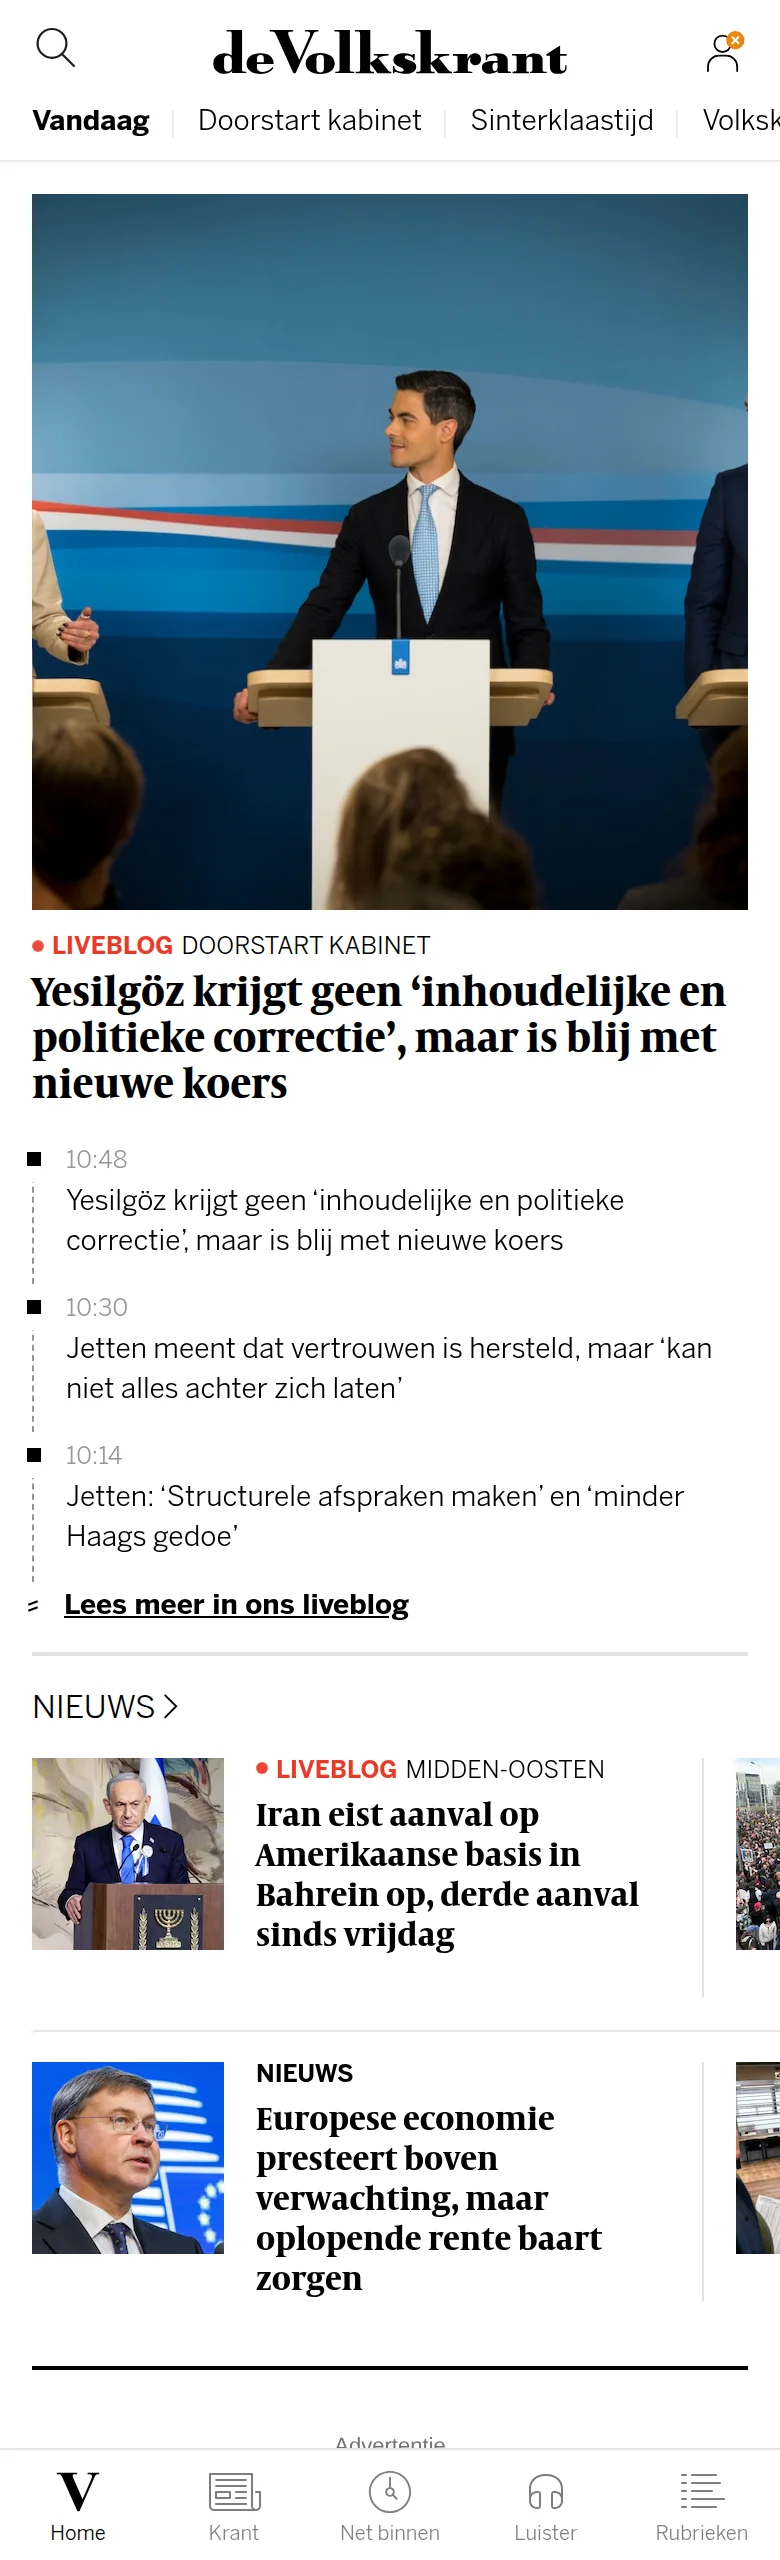 deVolkskrant
Vandaag
Doorstart kabinet
Sinterklaastijd
Volksk
LIVEBLOG DOORSTART KABINET
Yesilgöz krijgt geen ‘inhoudelijke en
politieke correctie’, maar is blij met
nieuwe koers
10:48
Yesilgöz krijgt geen ‘inhoudelijke en politieke
correctie’, maar is blij met nieuwe koers
10:30
Jetten meent dat vertrouwen is hersteld, maar ‘kan
niet alles achter zich laten’
10:14
Jetten: ‘Structurele afspraken maken’ en ‘minder
Haags gedoe’
Lees meer in ons liveblog
NIEUWS
LIVEBLOG MIDDEN-OOSTEN
Iran eist aanval op
Amerikaanse basis in
Bahrein op, derde aanval
sinds vrijdag
NIEUWS
Europese economie
presteert boven
verwachting, maar
oplopende rente baart
zorgen
Advertentie
V
Home
Krant
Net binnen
Luister
Rubrieken